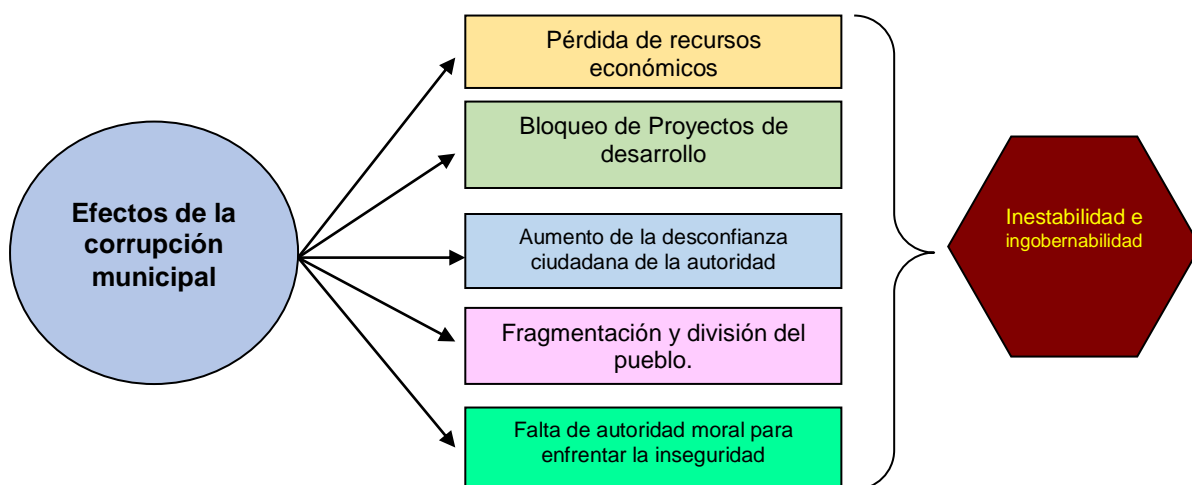 Efectos de la
corrupción
municipal
Pérdida de recursos
económicos
Bloqueo de Proyectos de
desarrollo
Aumento de la desconfianza
ciudadana de la autoridad
Fragmentación y división del
pueblo.
Falta de autoridad moral para
enfrentar la inseguridad
Inestabilidad e
ingobernabilidad